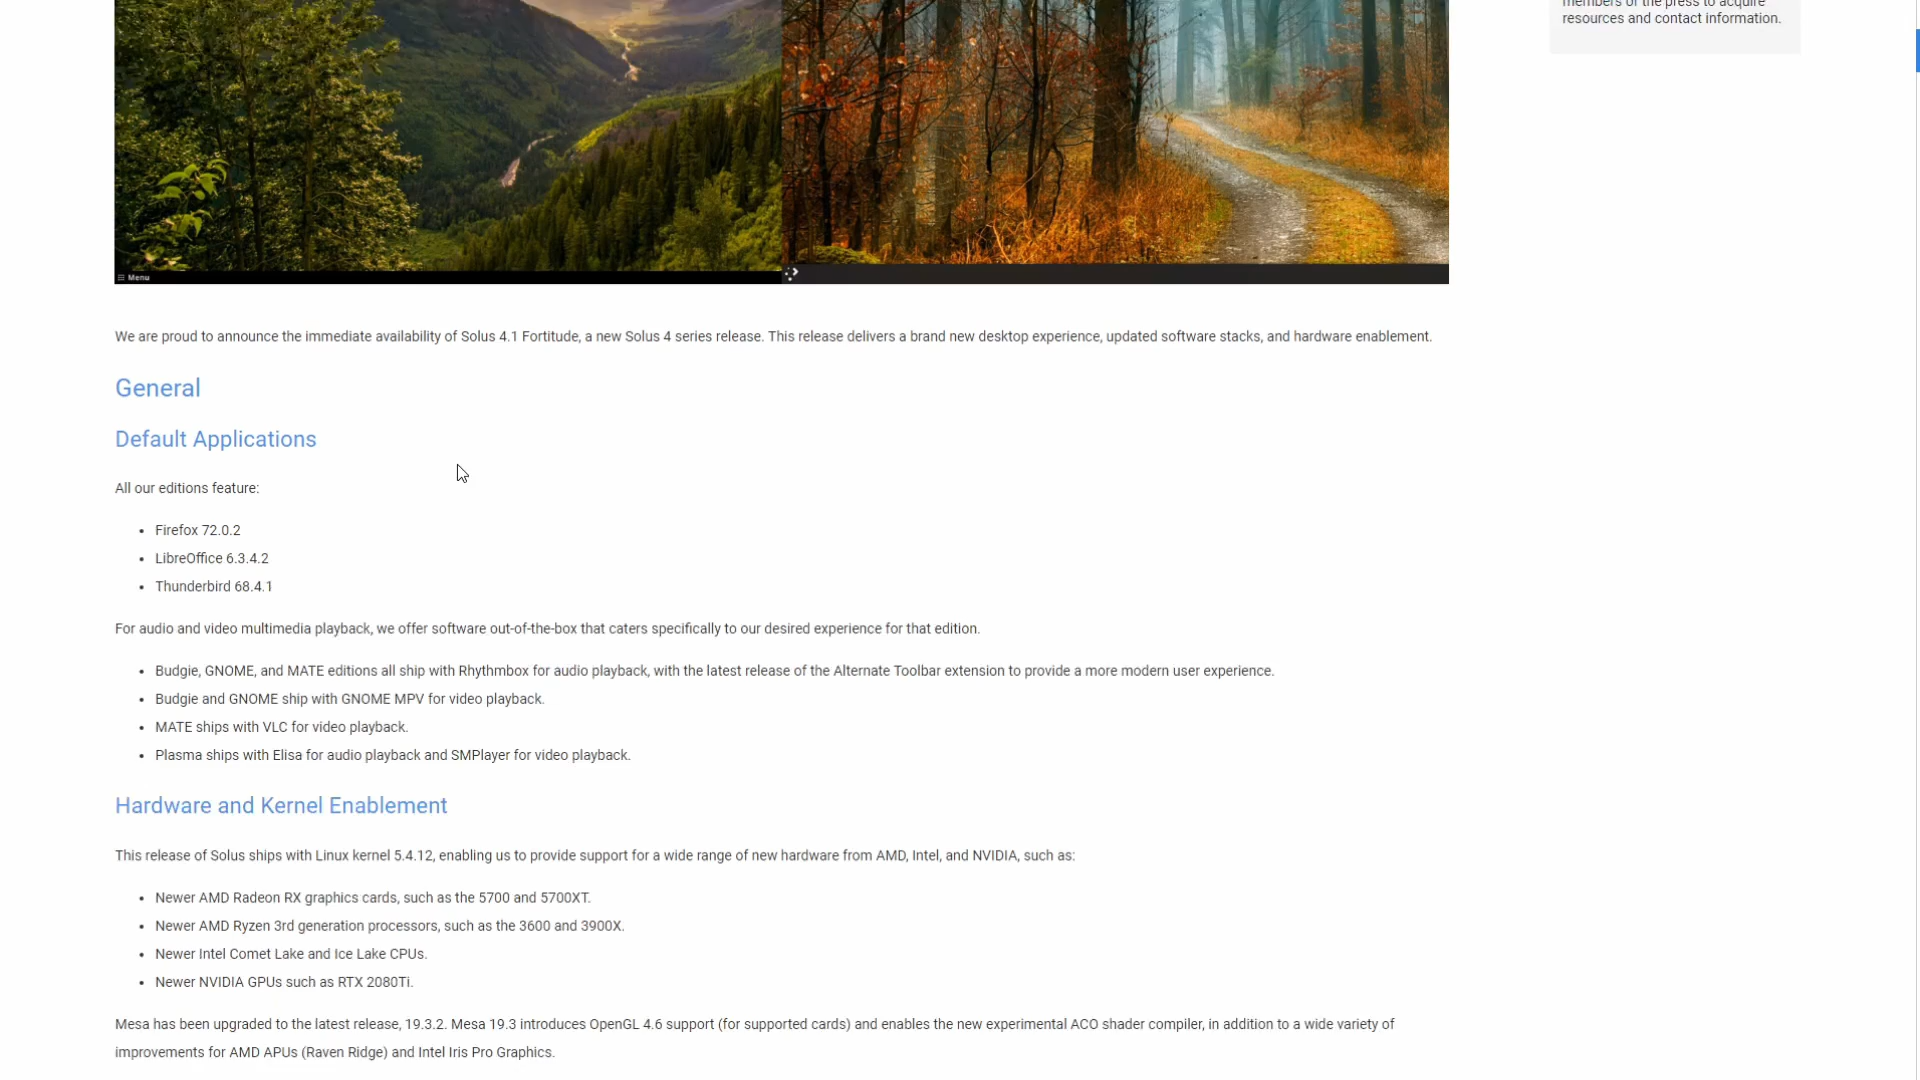 members of the press to acquire
resources and contact information.
Menu
We are proud to announce the immediate availability of Solus 4.1 Fortitude, a new Solus 4 series release. This release delivers a brand new desktop experience, updated software stacks, and hardware enablement.
General
Default Applications
All our editions feature:
• Firefox 72.0.2
• LibreOffice 6.3.4.2
• Thunderbird 68.4.1
For audio and video multimedia playback, we offer software out-of-the-box that caters specifically to our desired experience for that edition.
• Budgie, GNOME, and MATE editions all ship with Rhythmbox for audio playback, with the latest release of the Alternate Toolbar extension to provide a more modern user experience.
• Budgie and GNOME ship with GNOME MPV for video playback.
• MATE ships with VLC for video playback.
• Plasma ships with Elisa for audio playback and SMPlayer for video playback.
Hardware and Kernel Enablement
This release of Solus ships with Linux kernel 5.4.12, enabling us to provide support for a wide range of new hardware from AMD, Intel, and NVIDIA, such as:
• Newer AMD Radeon RX graphics cards, such as the 5700 and 5700XT.
• Newer AMD Ryzen 3rd generation processors, such as the 3600 and 3900X.
• Newer Intel Comet Lake and Ice Lake CPUs.
• Newer NVIDIA GPUs such as RTX 2080Ti.
Mesa has been upgraded to the latest release, 19.3.2. Mesa 19.3 introduces OpenGL 4.6 support (for supported cards) and enables the new experimental ACO shader compiler, in addition to a wide variety of
improvements for AMD APUs (Raven Ridge) and Intel Iris Pro Graphics.